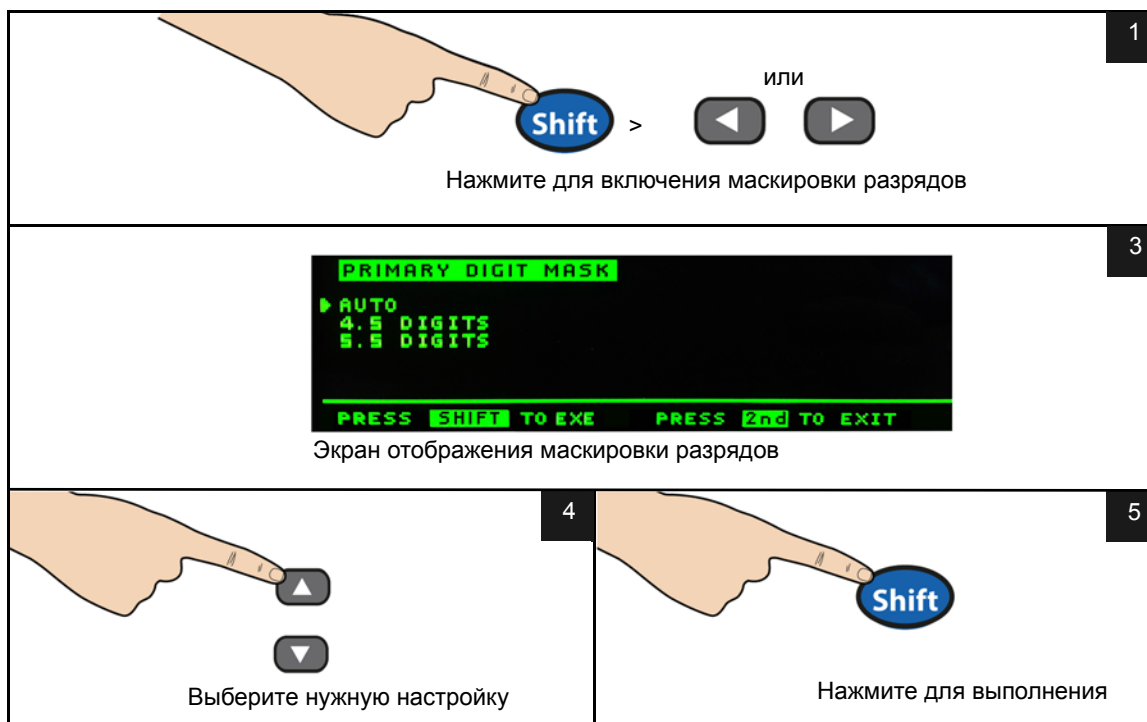 1
или
Shift >
Нажмите для включения маскировки разрядов
3
PRIMARY DIGIT MASK
AUTO
4.5 DIGITS
5.5 DIGITS
PRESS SHIFT TO EXE PRESS 2nd TO EXIT
Экран отображения маскировки разрядов
4
Выберите нужную настройку
5
Shift
Нажмите для выполнения